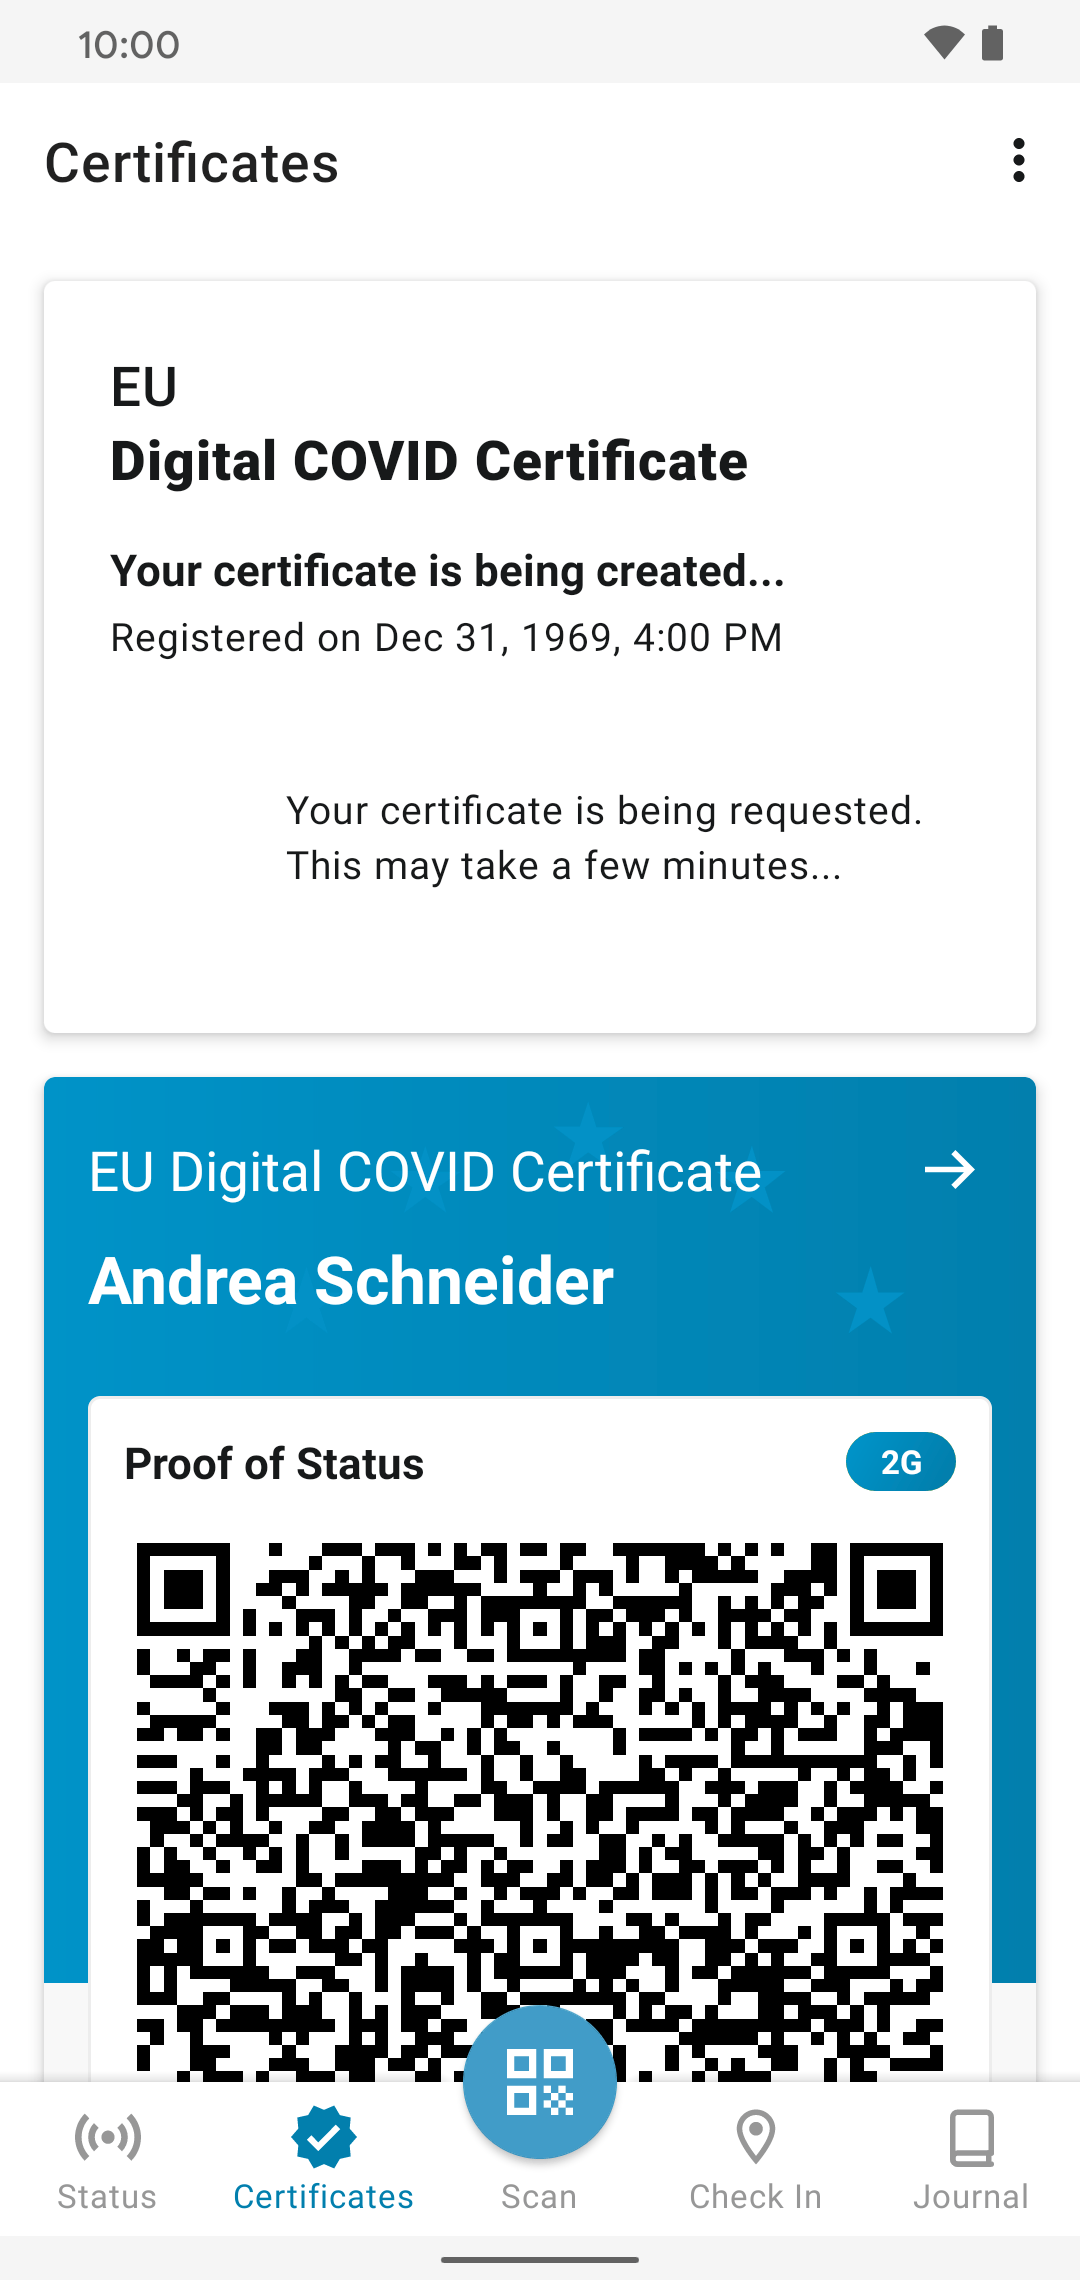 10:00
Certificates
EU
Digital COVID Certificate
Your certificate is being created...
Registered on Dec 31, 1969, 4:00 PM
Your certificate is being requested.
This may take a few minutes...
EU Digital COVID Certificate
Andrea Schneider
Proof of Status
2G
Status
Certificates
Scan
Check In
Journal